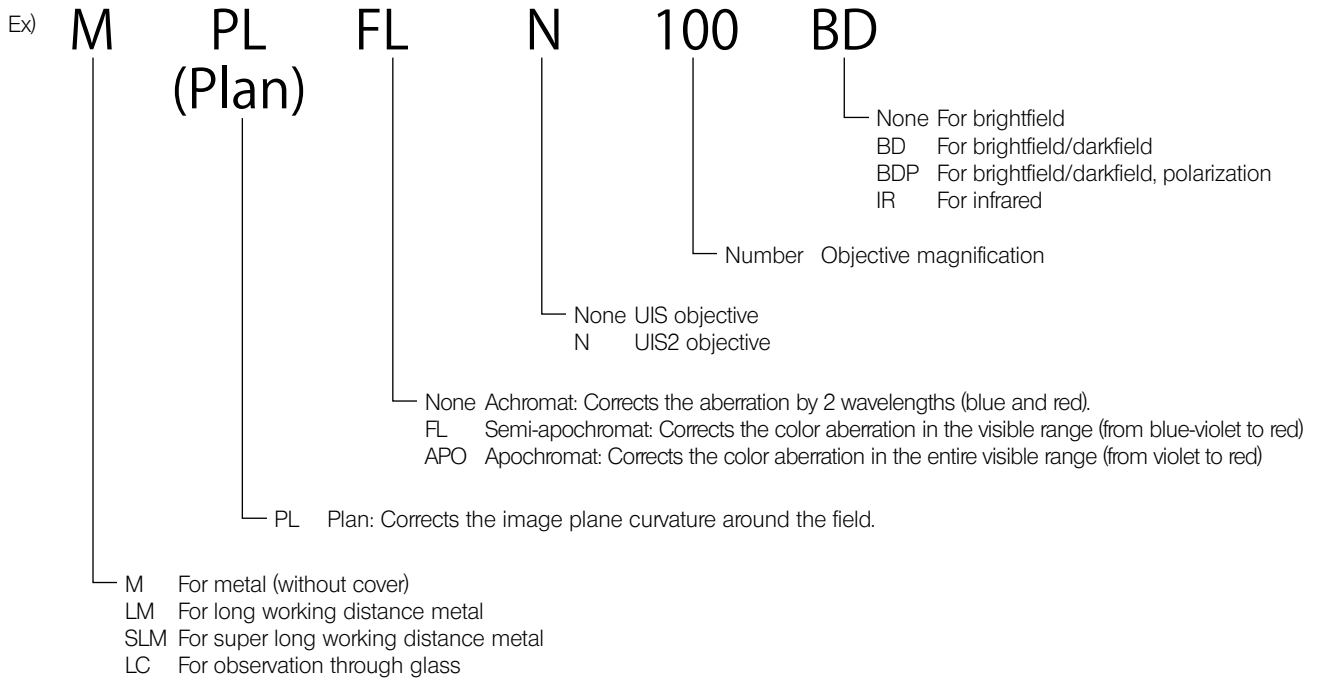 Ex) M PL FL N 100 BD
(Plan)
None For brightfield
BD For brightfield/darkfield
BDP For brightfield/darkfield, polarization
IR For infrared
Number Objective magnification
None UIS objective
N UIS2 objective
None Achromat: Corrects the aberration by 2 wavelengths (blue and red).
FL Semi-apochromat: Corrects the color aberration in the visible range (from blue-violet to red)
APO Apochromat: Corrects the color aberration in the entire visible range (from violet to red)
PL Plan: Corrects the image plane curvature around the field.
M For metal (without cover)
LM For long working distance metal
SLM For super long working distance metal
LC For observation through glass